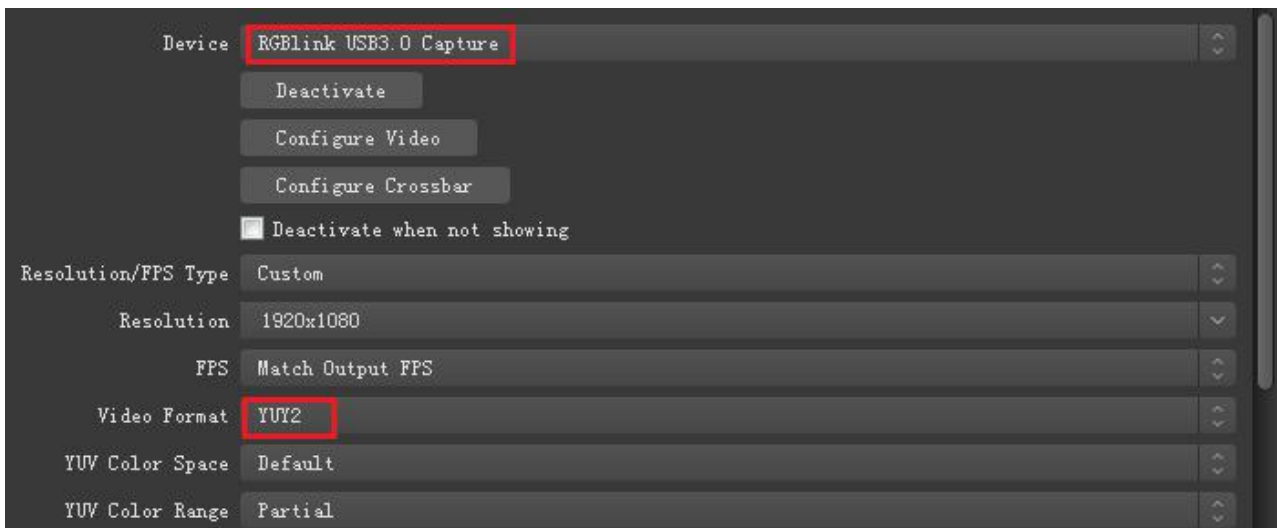 Device RGBlink USB3.0 Capture
Deactivate
Configure Video
Configure Crossbar
Deactivate when not showing
Resolution/FPS Type Custom
Resolution 1920x1080
FPS Match Output FPS
Video Format YUY2
YUV Color Space Default
YUV Color Range Partial